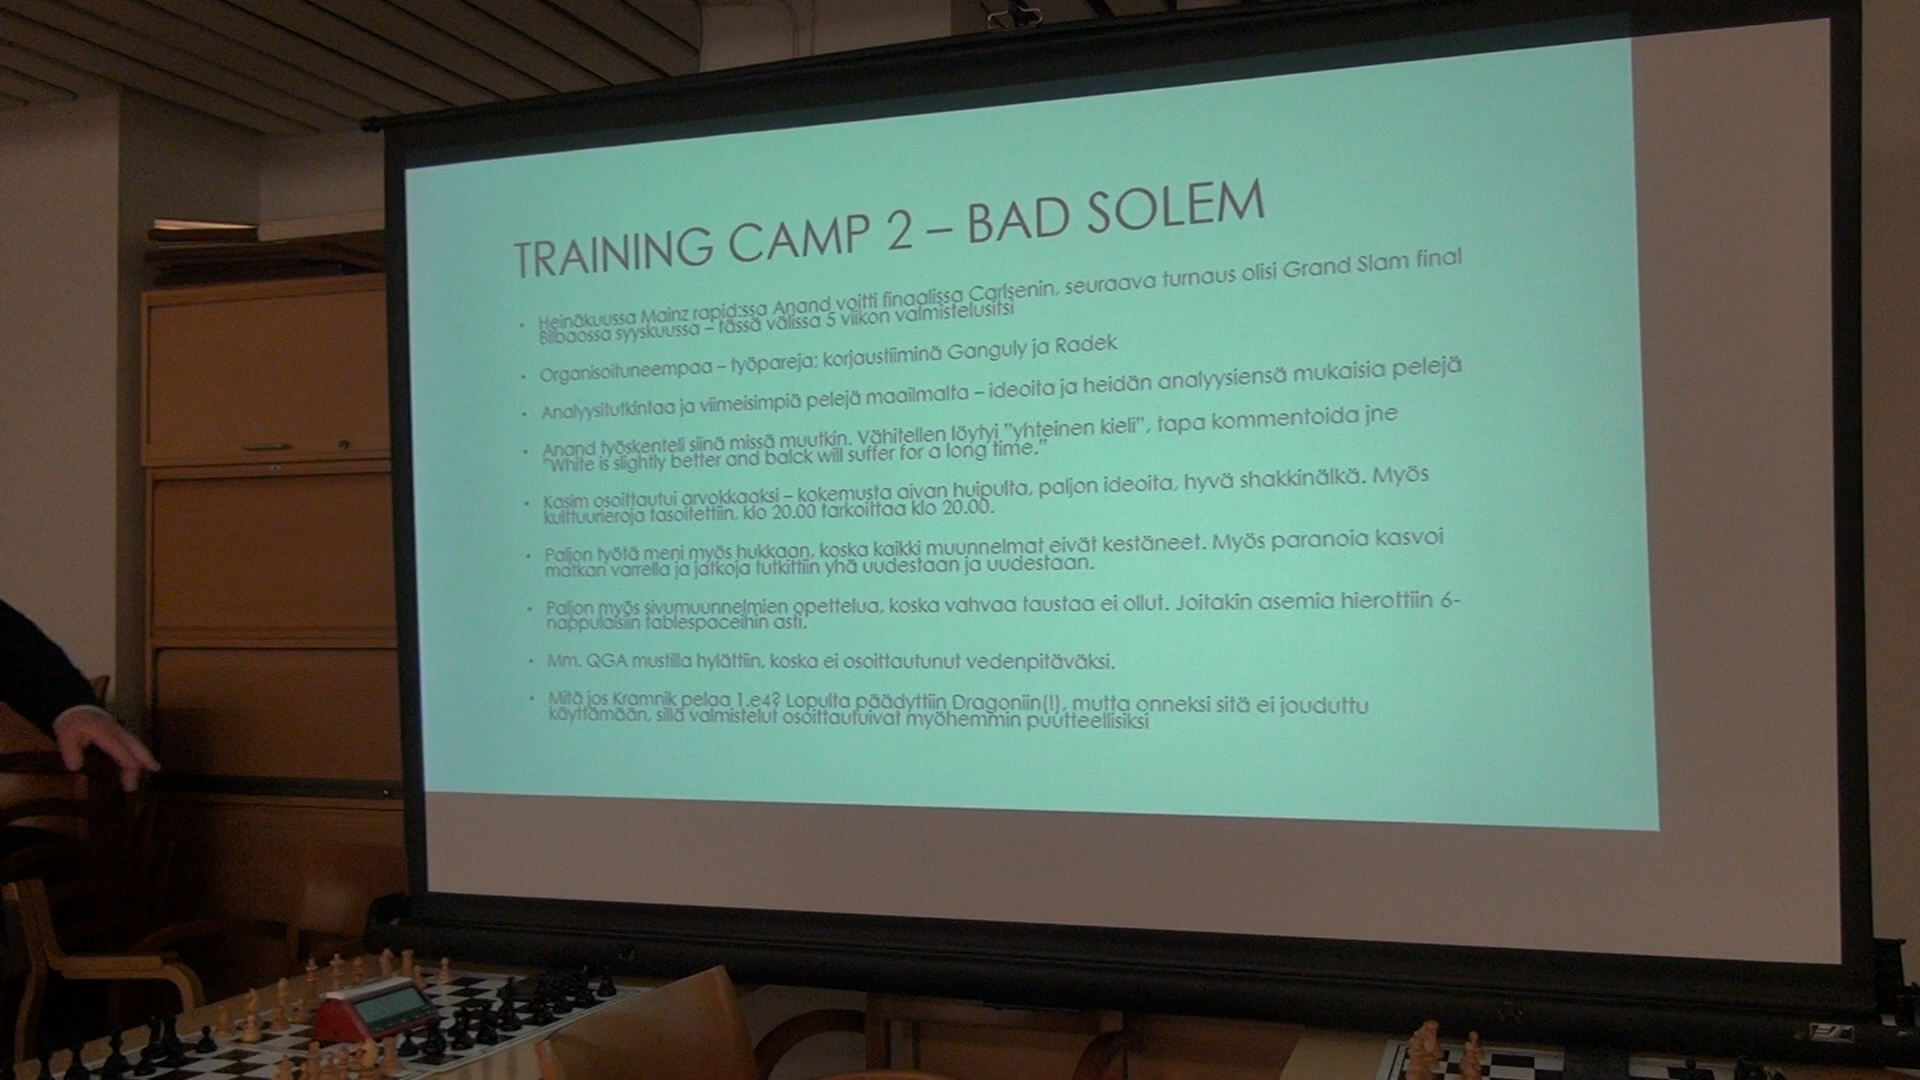 TRAINING CAMP 2 – BAD SOLEM
• Heinäkuussa Mainz rapid:ssa Anand voitti finaalissa Carlsenin, seuraava turnaus olisi Grand Slam final
Bilbaossa syyskuussa – tässä välissä 5 viikon valmistelusitsi
• Organisoituneempaa – työpareja; korjaustiiminä Ganguly ja Radek
• Analyysitutkintaa ja viimeisimpiä pelejä maailmalta – ideoita ja heidän analyysiensä mukaisia pelejä
• Anand työskenteli siinä missä muutkin. Vähitellen löytyi "yhteinen kieli", tapa kommentoida jne
"White is slightly better and balck will suffer for a long time."
• Kasim osoittautui arvokkaaksi – kokemusta aivan huipulta, paljon ideoita, hyvä shakkinälkä. Myös
kulttuurieroja tasoitettiin, klo 20.00 tarkoittaa klo 20.00.
• Paljon työtä meni myös hukkaan, koska kaikki muunnelmat eivät kestäneet. Myös paranoia kasvoi
matkan varrella ja jatkoja tutkittiin yhä uudestaan ja uudestaan.
• Paljon myös sivumuunnelmien opettelua, koska vahvaa taustaa ei ollut. Joitakin asemia hierottiin 6-
nappulaisiin tablespaceihin asti.
• Mm. QGA mustilla hylättiin, koska ei osoittautunut vedenpitäväksi.
• Mitä jos Kramnik pelaa 1.e4? Lopulta päädyttiin Dragoniin(!), mutta onneksi sitä ei jouduttu
käyttämään, sillä valmistelut osoittautuivat myöhemmin puutteellisiksi